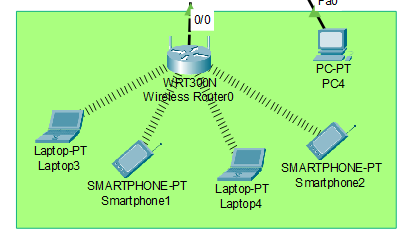 0/0
Fa0
WRT300N
Wireless Router0
PC-PT
PC4
Laptop-PT
Laptop3
SMARTPHONE-PT
Smartphone1
Laptop-PT
Laptop4
SMARTPHONE-PT
Smartphone2